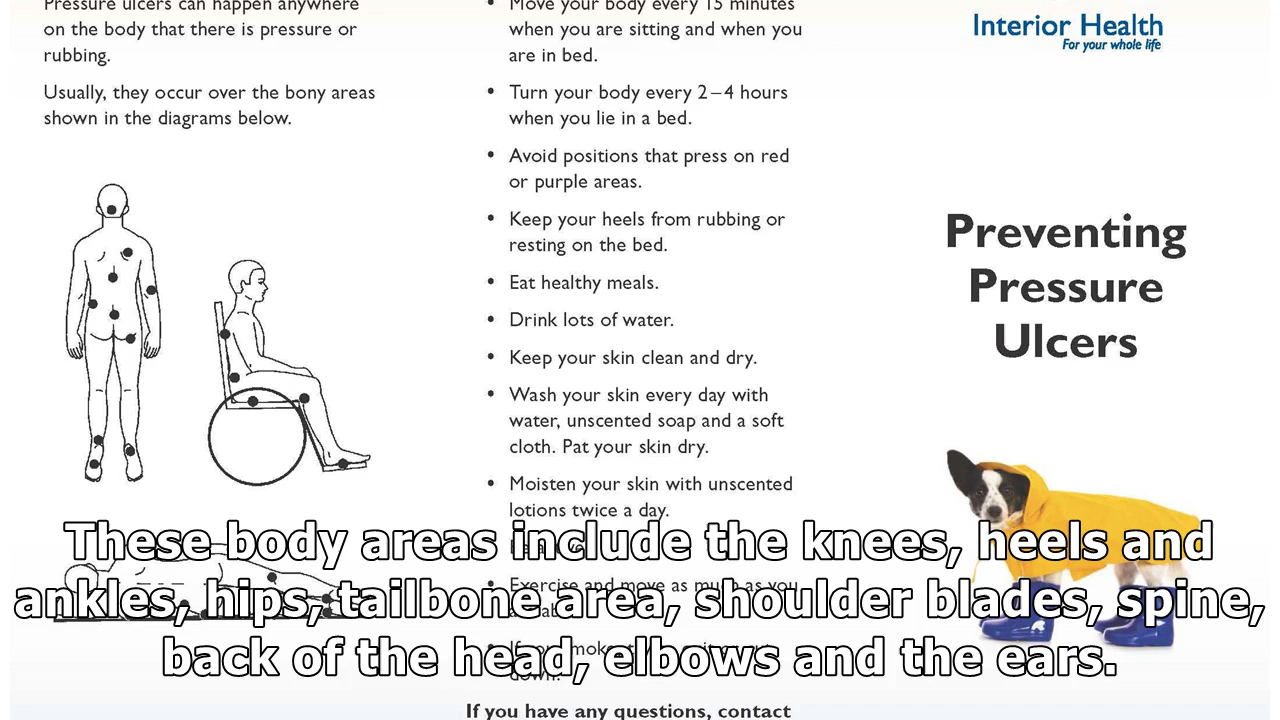 Pressure ulcers can happen anywhere
on the body that there is pressure or
rubbing.
Usually, they occur over the bony areas
shown in the diagrams below.
• Move your body every 15 minutes
when you are sitting and when you
are in bed.
• Turn your body every 2–4 hours
when you lie in a bed.
• Avoid positions that press on red
or purple areas.
• Keep your heels from rubbing or
resting on the bed.
• Eat healthy meals.
• Drink lots of water.
• Keep your skin clean and dry.
• Wash your skin every day with
water, unscented soap and a soft
cloth. Pat your skin dry.
• Moisten your skin with unscented
lotions twice a day.
• Exercise and move as much as you
If you have any questions, contact
Interior Health
For your whole life
Preventing
Pressure
Ulcers
These body areas include the knees, heels and
ankles, hips, tailbone area, shoulder blades, spine,
back of the head, elbows and the ears.